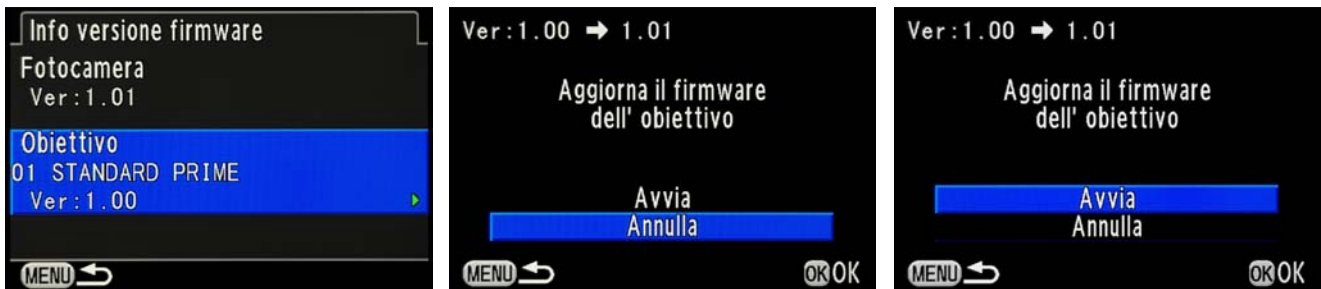 Info versione firmware
Fotocamera
Ver:1.01
Obiettivo
01 STANDARD PRIME
Ver:1.00
MENU
Ver:1.00 → 1.01
Aggiorna il firmware
dell' obiettivo
Avvia
Annulla
MENU
OK OK
Ver:1.00 → 1.01
Aggiorna il firmware
dell' obiettivo
Avvia
Annulla
MENU
OK OK